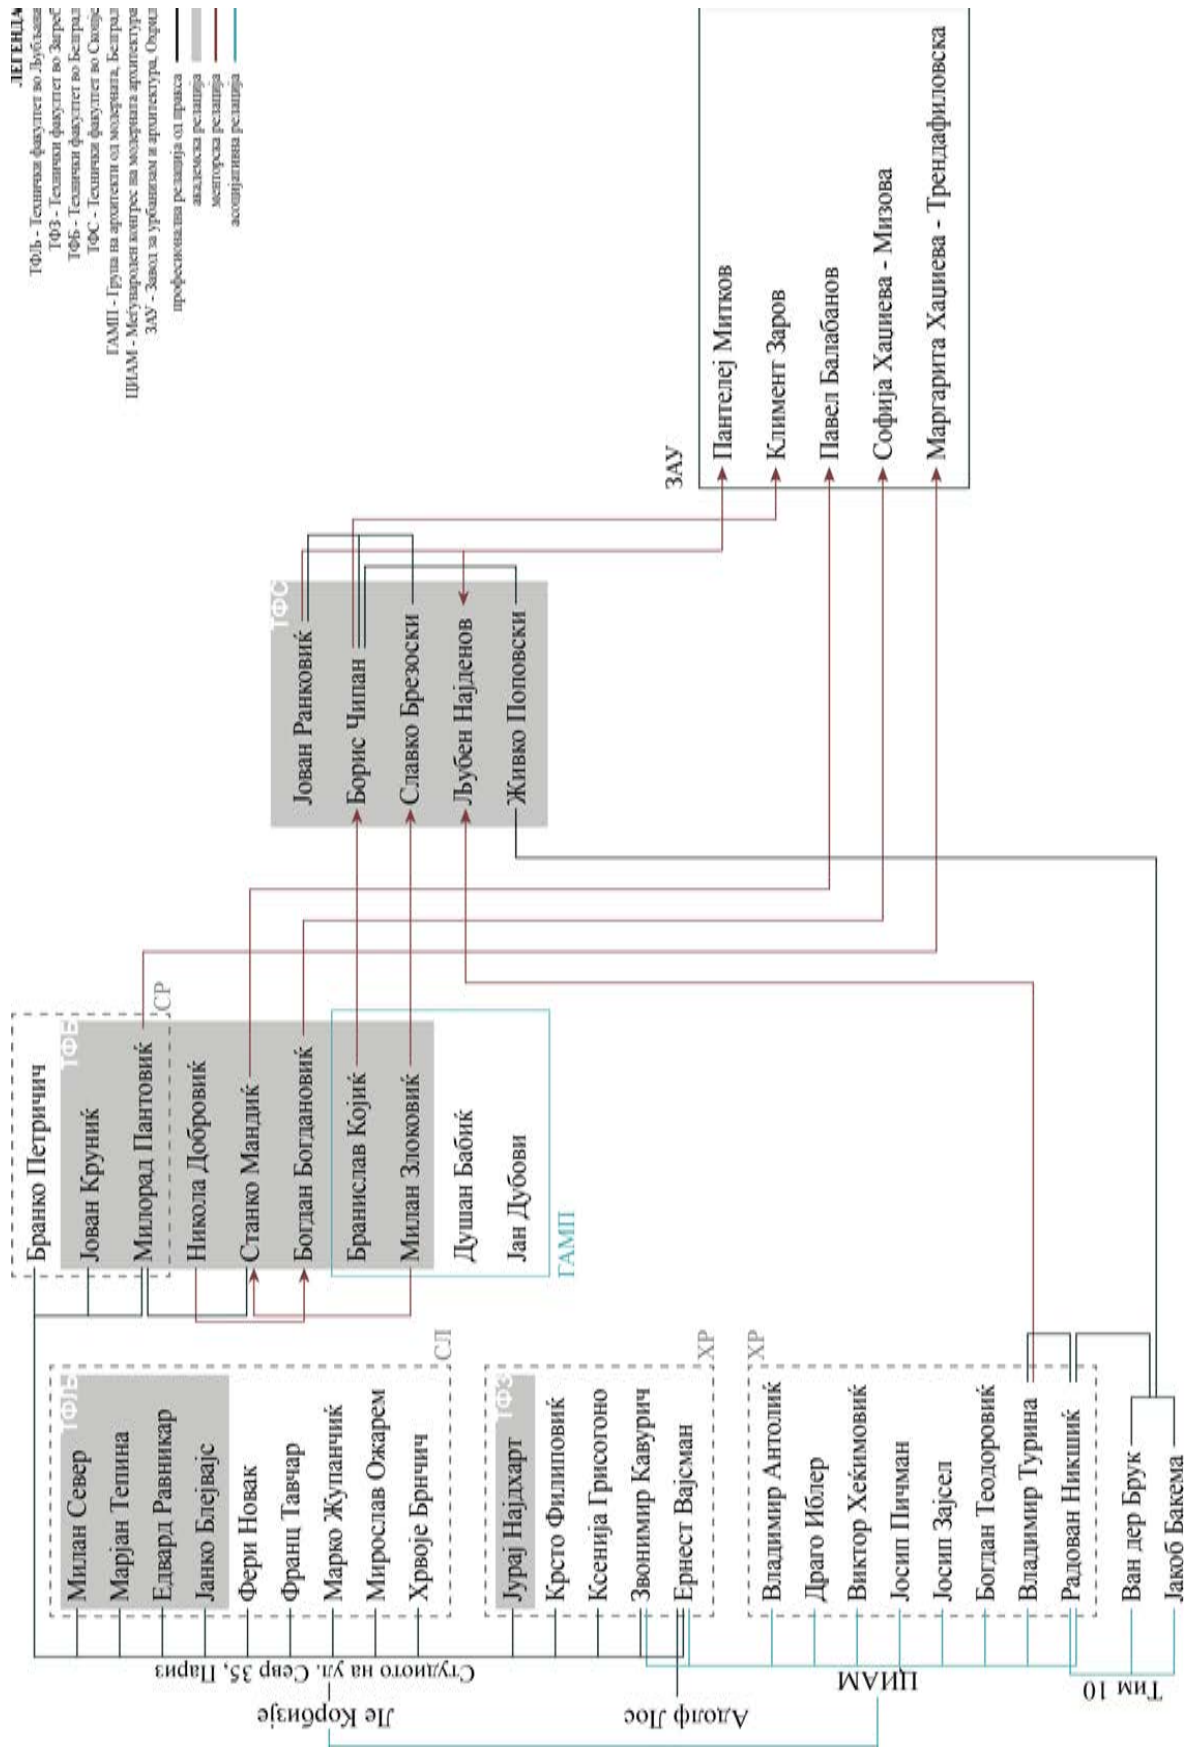 ЛЕГЕНДА
ТФЉ - Технички факултет во Љубљана
ТФЗ - Технички факултет во Загреб
ТФБ - Технички факултет во Белград
ТФС - Технички факултет во Скопје
ГАМП - Група на архитекти од модерната, Белград
ЦИАМ - Меѓународен конгрес на модерната архитектура
ЗАУ - Завод за урбанизам и архитектура, Охрид
професионална релација од пракса
академска релација
менторска релација
асоцијативна релација
Ле Корбизје
Студиото на ул. Севр 35, Париз
Адолф Лос
ЦИАМ
Тим 10
ТФЉ
Милан Север
Марјан Тепина
Едвард Равникар
Јанко Блејвајс
Фери Новак
Франц Тавчар
Марко Жупанчиќ
Мирослав Ожарем
Хрвоје Брнчич
СЛ
ТФЗ
Јурај Најдхарт
Крсто Филиповиќ
Ксенија Грисогоно
Звонимир Кавурич
Ернест Вајсман
ХР
ХР
Владимир Антолиќ
Драго Иблер
Виктор Хеќимовиќ
Јосип Пичман
Јосип Зајсел
Богдан Теодоровиќ
Владимир Турина
Радован Никшиќ
Ван дер Брук
Јакоб Бакема
Бранко Петричич
ТФБ
Јован Круниќ
Милорад Пантовиќ
СР
Никола Добровиќ
Станко Мандиќ
Богдан Богдановиќ
Бранислав Којиќ
Милан Злоковиќ
Душан Бабиќ
Јан Дубови
ГАМП
ТФС
Јован Ранковиќ
Борис Чипан
Славко Брезоски
Љубен Најденов
Живко Поповски
ЗАУ
Пантелеј Митков
Климент Заров
Павел Балабанов
Софија Хаџиева - Мизова
Маргарита Хаџиева - Трендафиловска